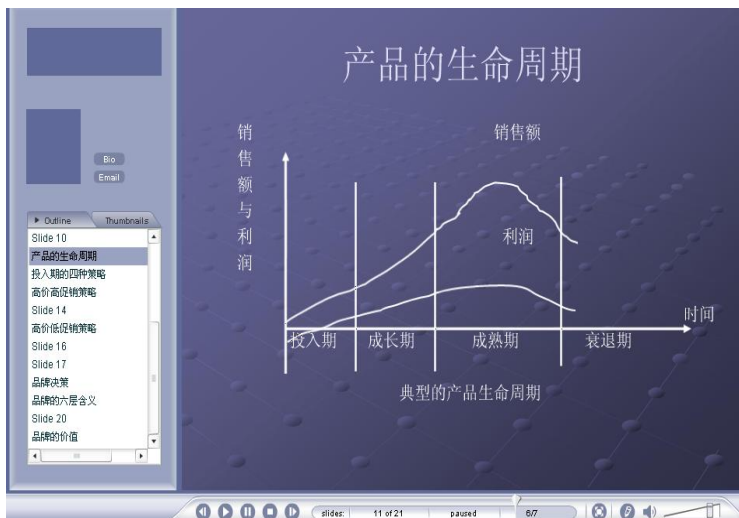 产品的生命周期
销售额与利润
销售额
利润
时间
投入期
成长期
成熟期
衰退期
典型的产品生命周期
Bio
Email
Outline
Thumbnails
Slide 10
产品的生命周期
投入期的四种策略
高价高促销策略
Slide 14
高价低促销策略
Slide 16
Slide 17
品牌决策
品牌的六层含义
Slide 20
品牌的价值
slides:
11 of 21
paused
6/7